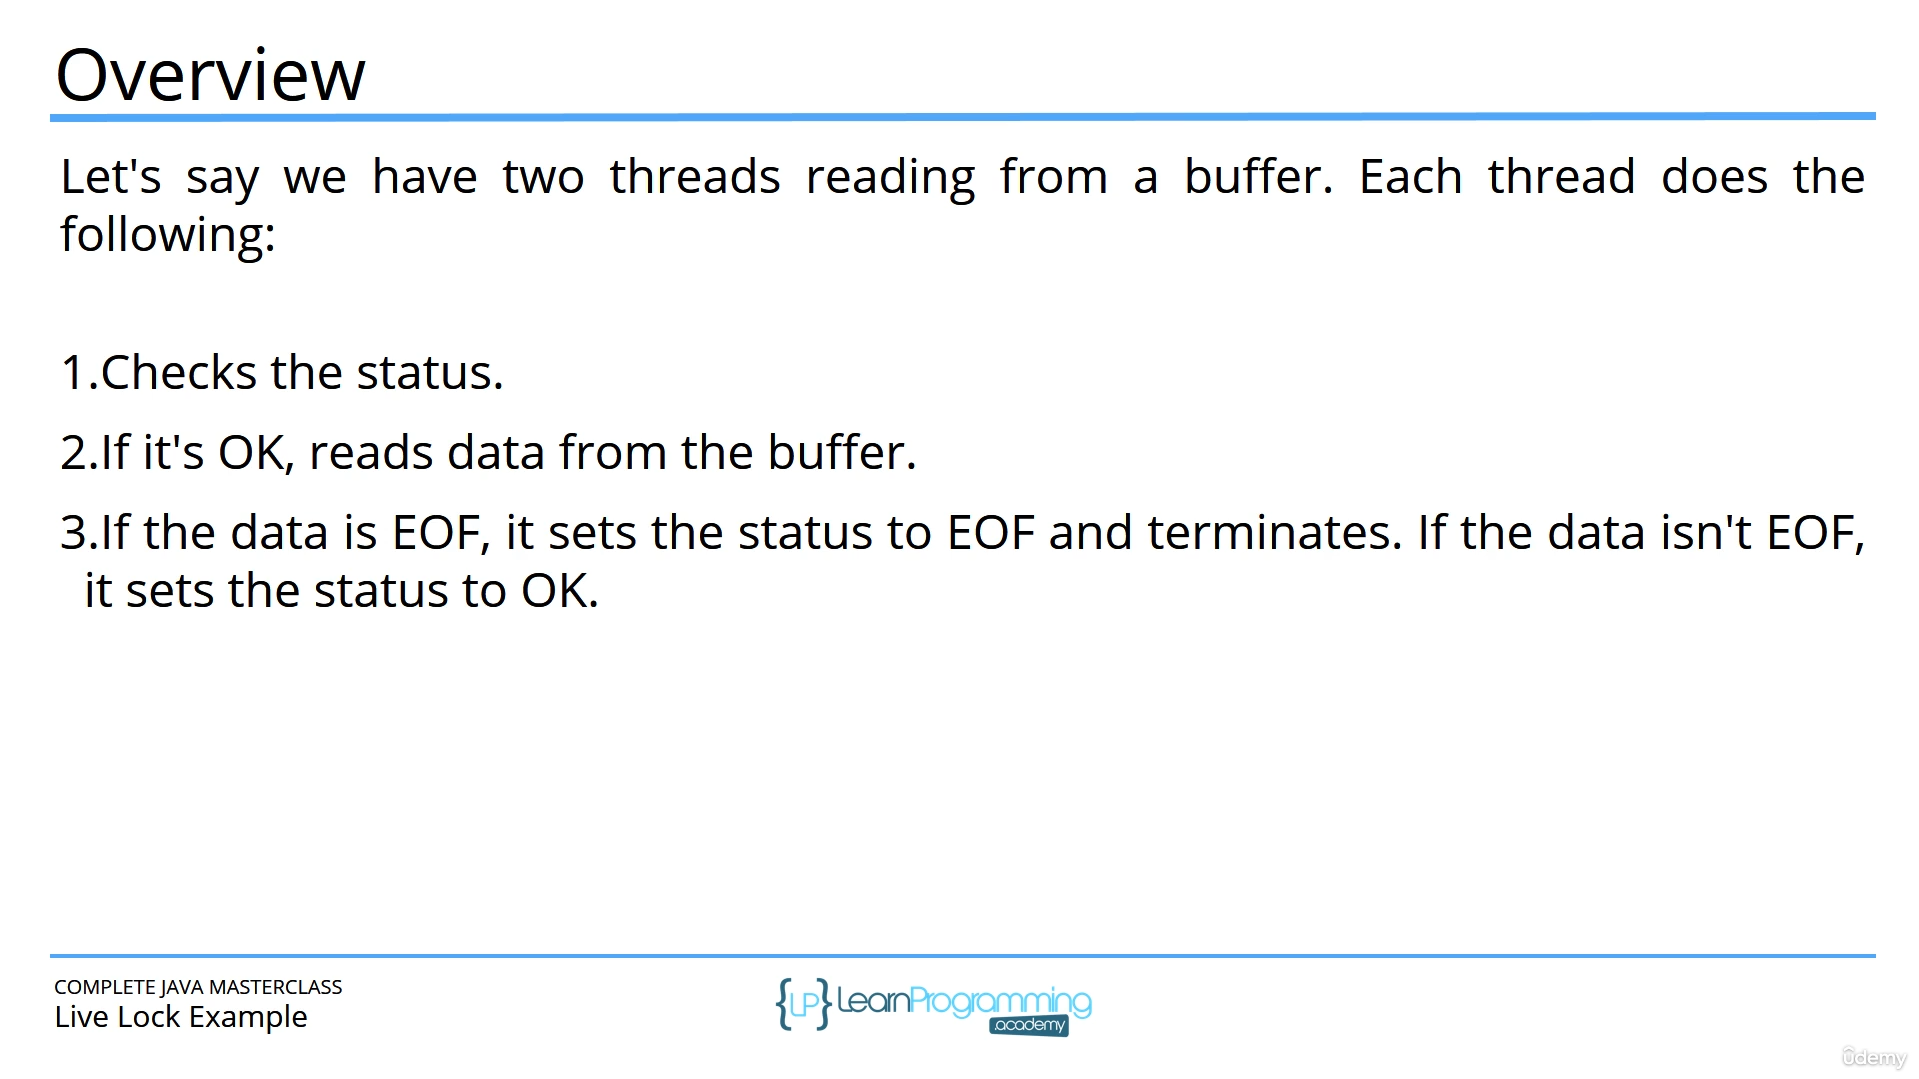 Overview
Let's say we have two threads reading from a buffer. Each thread does the
following:
1.Checks the status.
2.If it's OK, reads data from the buffer.
3.If the data is EOF, it sets the status to EOF and terminates. If the data isn't EOF,
it sets the status to OK.
COMPLETE JAVA MASTERCLASS
Live Lock Example
{LP} LearnProgramming
.academy
ûdemy